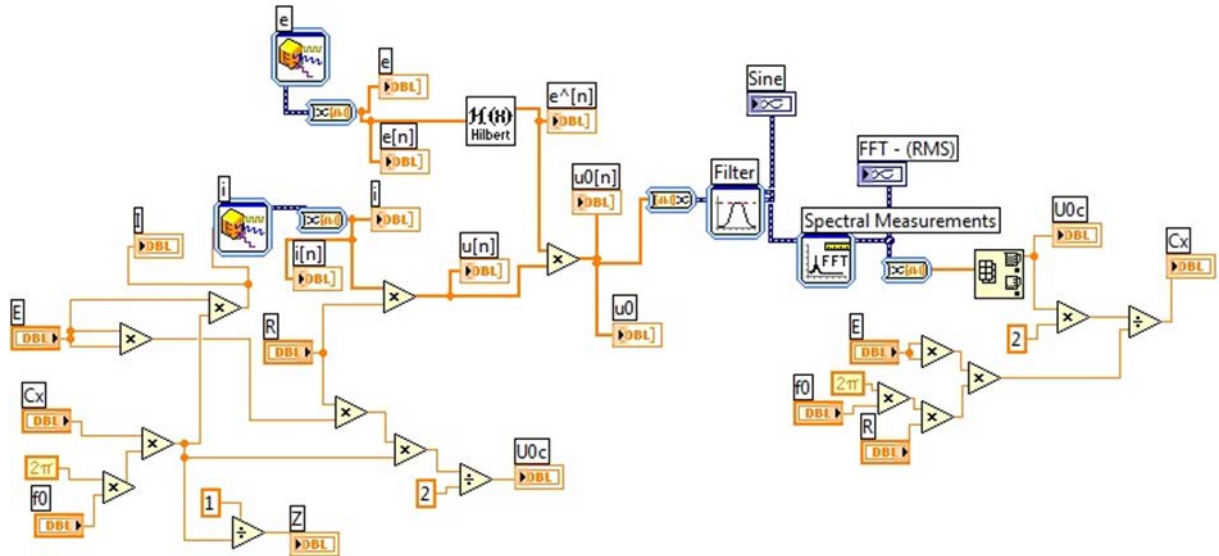 e
e
DBL
e[n]
DBL
H(x)
Hilbert
e^[n]
DBL
Sine
FFT - (RMS)
i
i
DBL
I
DBL
i[n]
DBL
u[n]
DBL
u0[n]
DBL
Filter
Spectral Measurements
FFT
U0c
DBL
Cx
DBL
u0
DBL
E
DBL
R
DBL
2
E
DBL
2π
f0
DBL
R
DBL
Cx
DBL
2π
f0
DBL
U0c
DBL
2
1
Z
DBL